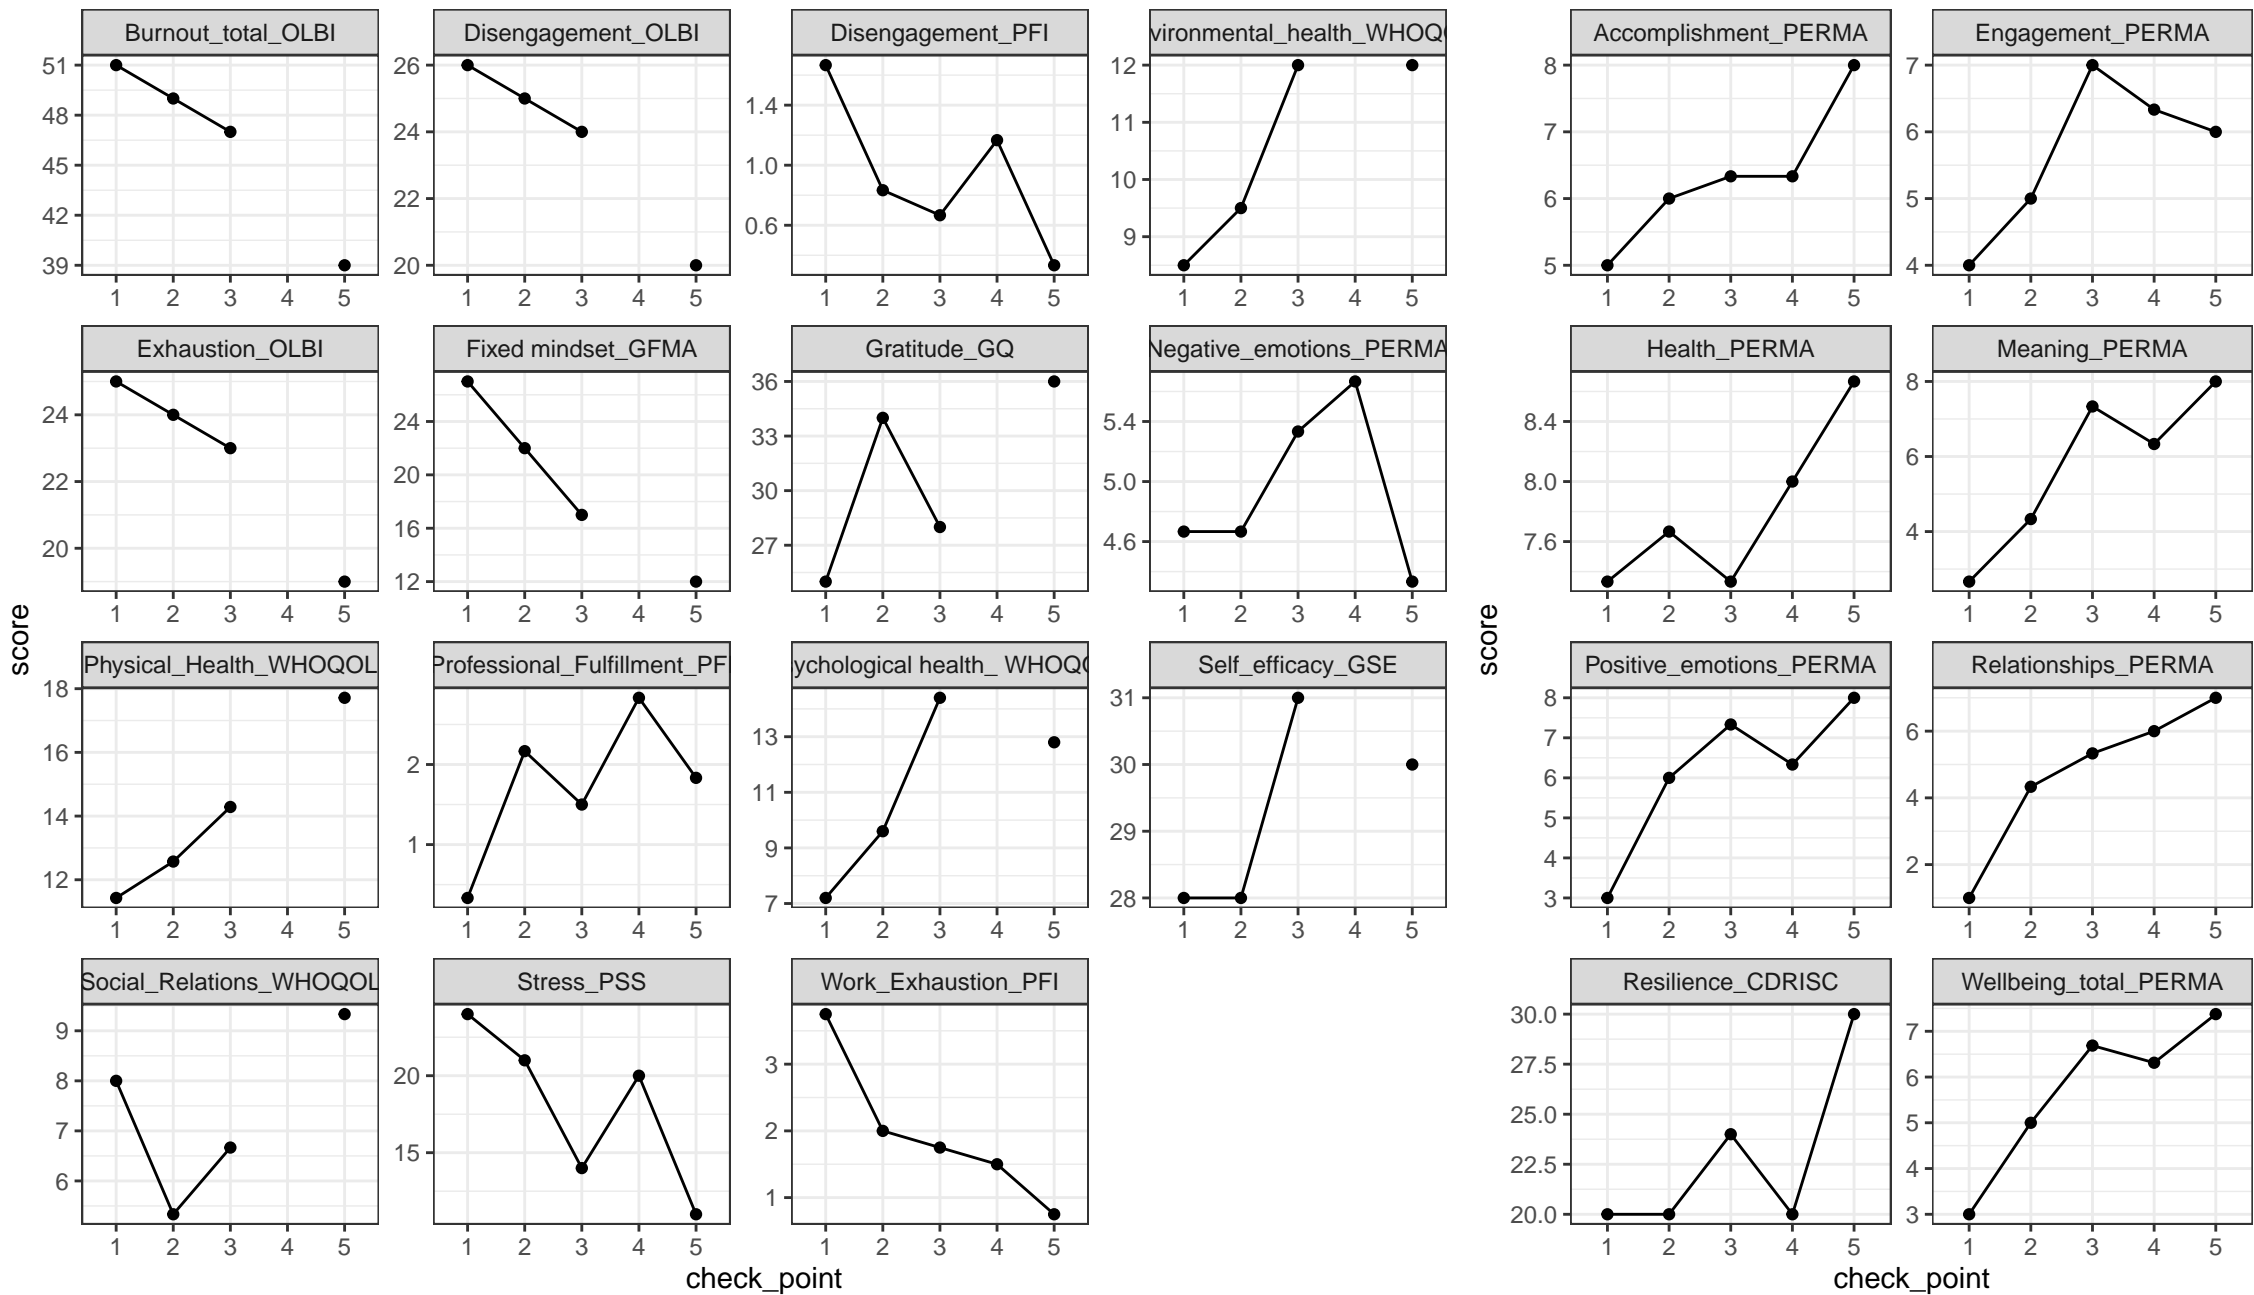 Burnout_total_OLBI Disengagement_OLBI Disengagement_PFI vironmental_health_WHOQ Accomplishment_PERMA Engagement_PERMA
51 48 45 42 39
26 24 22 20
1.4 1.0 0.6
12 11 10 9
8 7 6 5
7 6 5 4
1 2 3 4 5 1 2 3 4 5 1 2 3 4 5 1 2 3 4 5 1 2 3 4 5 1 2 3 4 5
Exhaustion_OLBI Fixed mindset_GFMA Gratitude_GQ Negative_emotions_PERMA Health_PERMA Meaning_PERMA
24 22 20
24 20 16 12
36 33 30 27
5.4 5.0 4.6
8.4 8.0 7.6
8 6 4
1 2 3 4 5 1 2 3 4 5 1 2 3 4 5 1 2 3 4 5 1 2 3 4 5 1 2 3 4 5
score score
Physical_Health_WHOQOL Professional_Fulfillment_PF ychological health_ WHOQ Self_efficacy_GSE Positive_emotions_PERMA Relationships_PERMA
18 16 14 12
2 1
13 11 9 7
31 30 29 28
8 7 6 5 4 3
6 4 2
1 2 3 4 5 1 2 3 4 5 1 2 3 4 5 1 2 3 4 5 1 2 3 4 5 1 2 3 4 5
Social_Relations_WHOQOL Stress_PSS Work_Exhaustion_PFI Resilience_CDRISC Wellbeing_total_PERMA
9 8 7 6
20 15
3 2 1
30.0 27.5 25.0 22.5 20.0
7 6 5 4 3
1 2 3 4 5 1 2 3 4 5 1 2 3 4 5 1 2 3 4 5 1 2 3 4 5
check_point check_point